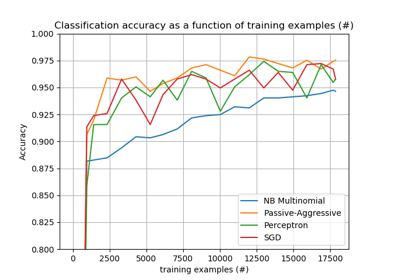 Classification accuracy as a function of training examples (#)
1.000
0.975
0.950
0.925
0.900
0.875
0.850
0.825
0.800
Accuracy
NB Multinomial
Passive-Aggressive
Perceptron
SGD
0 2500 5000 7500 10000 12500 15000 17500
training examples (#)